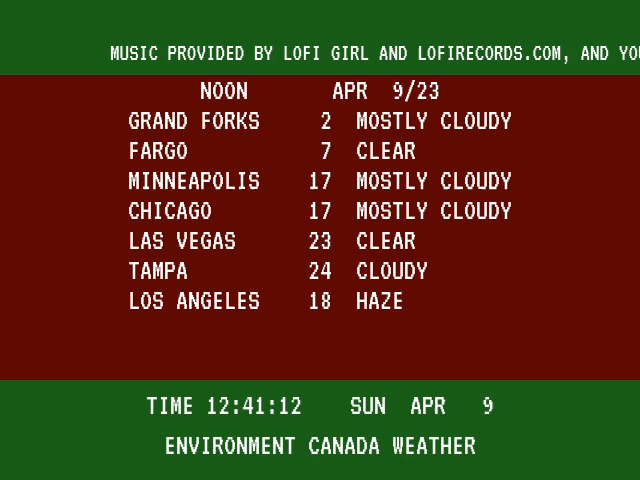 MUSIC PROVIDED BY LOFI GIRL AND LOFIRECORDS.COM, AND YOU
NOON APR 9/23
GRAND FORKS 2 MOSTLY CLOUDY
FARGO 7 CLEAR
MINNEAPOLIS 17 MOSTLY CLOUDY
CHICAGO 17 MOSTLY CLOUDY
LAS VEGAS 23 CLEAR
TAMPA 24 CLOUDY
LOS ANGELES 18 HAZE
TIME 12:41:12 SUN APR 9
ENVIRONMENT CANADA WEATHER